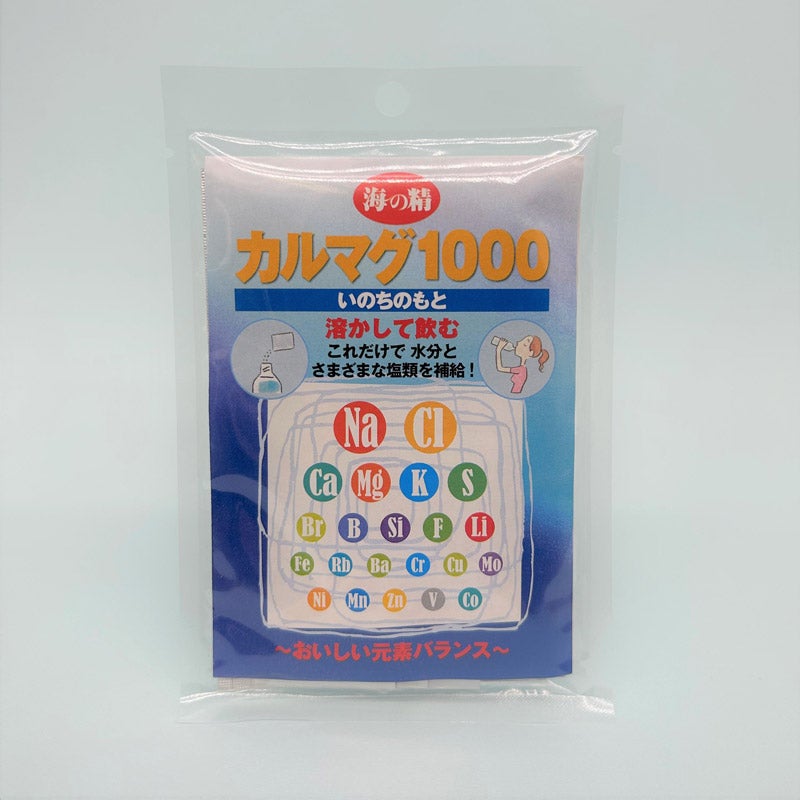 海の精
カルマグ1000
いのちのもと
溶かして飲む
これだけで 水分と
さまざまな塩類を補給！
Na Cl
Ca Mg K S
Br B Si F Li
Fe Rb Ba Cr Cu Mo
Ni Mn Zn V Co
～おいしい元素バランス～